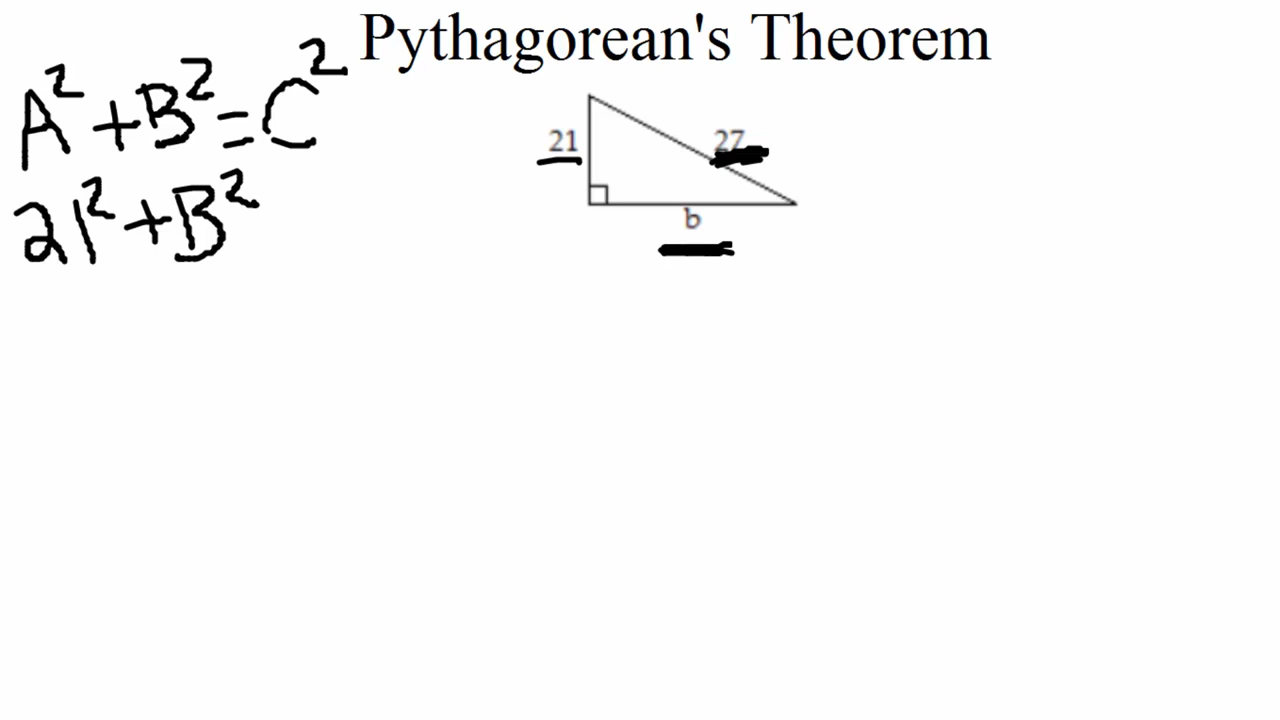 Pythagorean's Theorem
A² + B² = C²
21² + B²
21
27
b